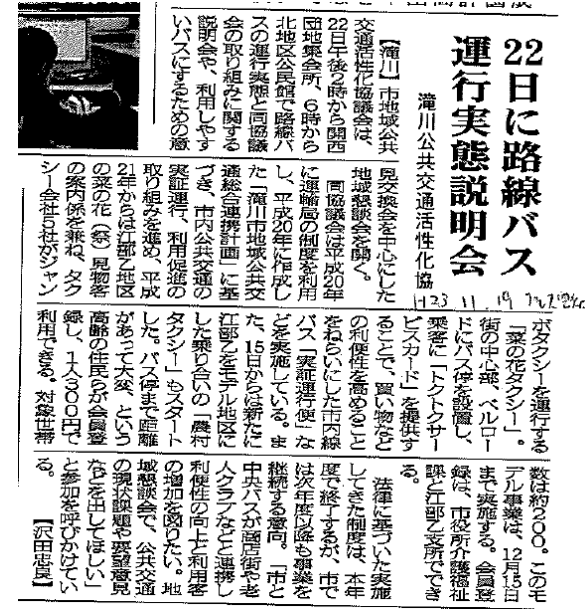 22日に路線バス
運行実態説明会
滝川公共交通活性化協
H23 11. 19
【滝川】市地域公共
交通活性化協議会は、
22日午後2時から関西
団地集会所、6時から
北地区公民館で路線バ
スの運行実態と同協議
会の取り組みに関する
説明会や、利用しやす
いバスにするための意
見交換会を中心にした
地域懇談会を開く。
同協議会は平成20年
に運輸局の制度を利用
し、平成20年に作成し
た「滝川市地域公共交
通総合連携計画」に基
づき、市内公共交通の
実証運行、利用促進の
取り組みを進め、平成
21年からは江部乙地区
の菜の花(祭)見物客
の案内係を兼ね、タク
シー会社5社がジャン
ボタクシーを運行する
「菜の花タクシー」。
街の中心部、ベルロー
ドにバス停を設置し、
乗客に「トクトクサー
ビスカード」を提供す
ることで、買い物など
の利便性を高めること
をねらいにした市内線
バス「実証運行便」な
どを実施している。ま
た、15日からは新たに
江部乙をモデル地区に
した乗り合いの「農村
タクシー」もスタート
した。バス停まで距離
があって大変、という
高齢の住民らが会員登
録し、1人300円で
利用できる。対象世帯
数は約200。このモ
デル事業は、12月15日
まで実施する。会員登
録は、市役所介護福祉
課と江部乙支所ででき
る。
法律に基づいた実施
してきた制度は、本年
度で終了するが、市で
は次年度以降も事業を
継続する意向。「市と
中央バスが商店街や老
人クラブなどと連携し
利便性の向上と利用客
の増加を図りたい。地
域懇談会で、公共交通
の現状課題や要望意見
などを出してほしい」
と参加を呼びかけてい
る。　　【沢田忠良】